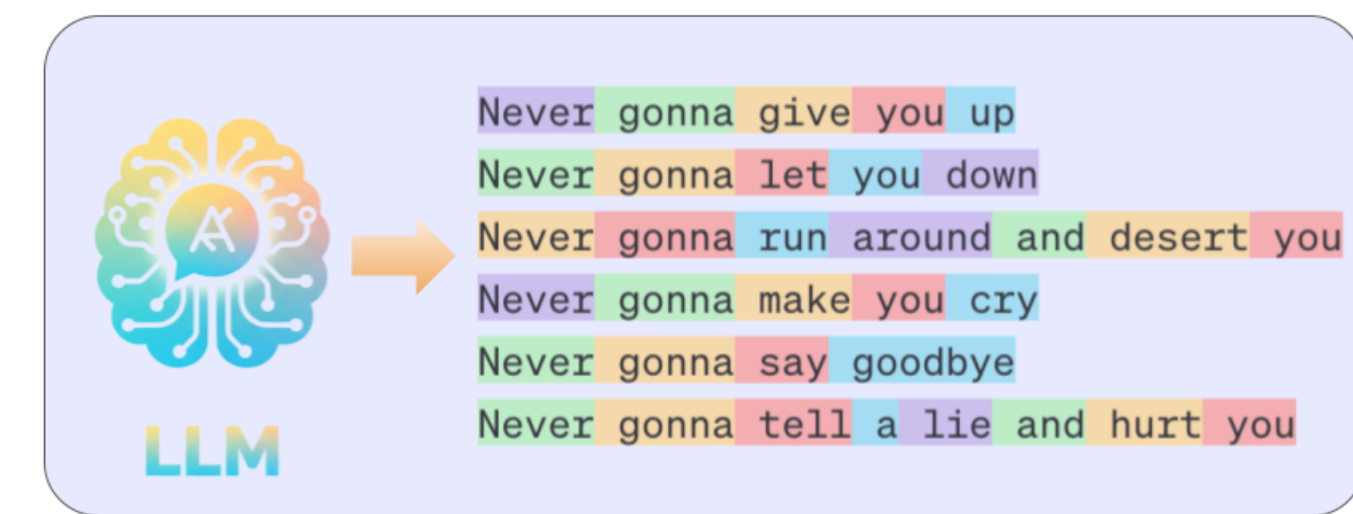 Never gonna give you up
Never gonna let you down
Never gonna run around and desert you
Never gonna make you cry
Never gonna say goodbye
Never gonna tell a lie and hurt you
LLM